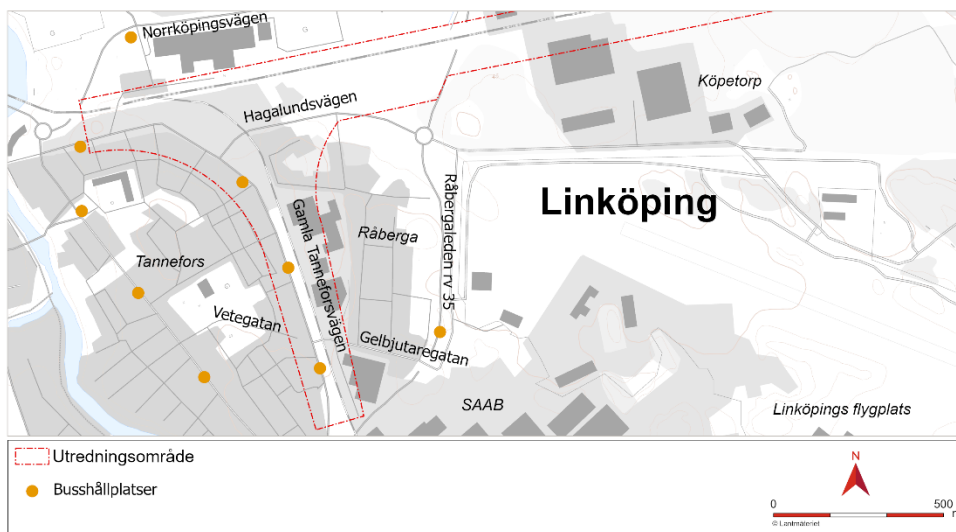 Norrköpingsvägen
Köpetorp
Hagalundsvägen
Linköping
Råbergaleden rv 35
Gamla Tanneforsvägen
Råberga
Tannefors
Vetegatan
Gelbjutaregatan
SAAB
Linköpings flygplats
Utredningsområde
Busshållplatser
N
0 500
m
© Lantmäteriet